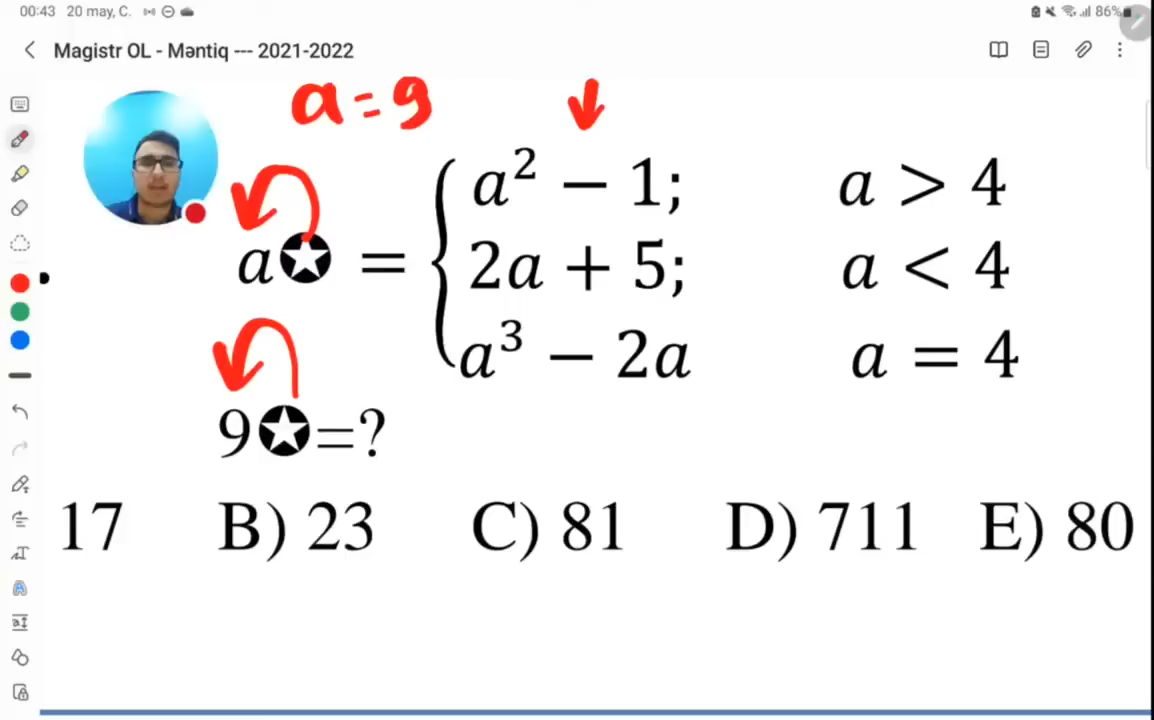 00:43 20 may, C. 86%
Magistr OL - Məntiq --- 2021-2022
a = 9
a✪ = { a² − 1; a > 4
2a + 5; a < 4
a³ − 2a a = 4
9✪=?
17 B) 23 C) 81 D) 711 E) 80